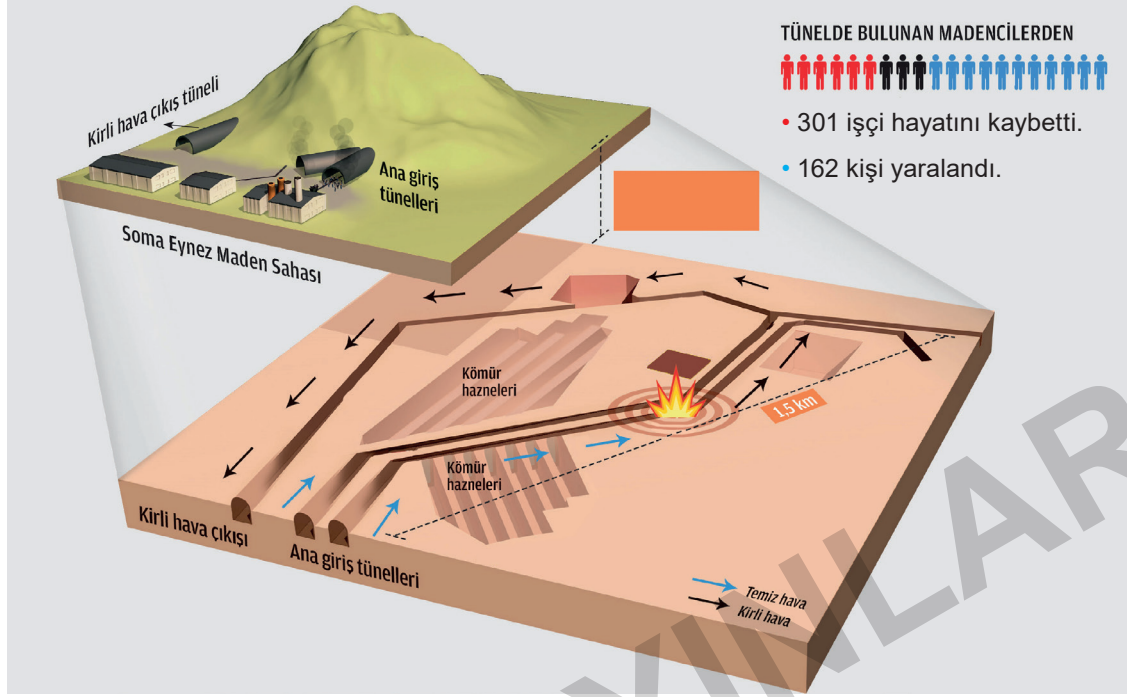 TÜNELDE BULUNAN MADENCİLERDEN
• 301 işçi hayatını kaybetti.
• 162 kişi yaralandı.
Kirli hava çıkış tüneli
Ana giriş
tünelleri
Soma Eynez Maden Sahası
Kömür
hazneleri
1,5 km
Kömür
hazneleri
Kirli hava çıkışı
Ana giriş tünelleri
Temiz hava
Kirli hava
YINLAR